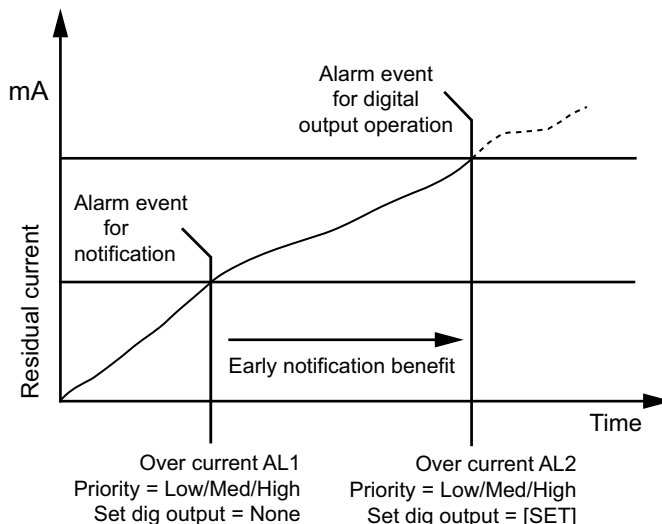 mA
Residual current
Alarm event
for
notification
Alarm event
for digital
output operation
Early notification benefit
Time
Over current AL1
Priority = Low/Med/High
Set dig output = None
Over current AL2
Priority = Low/Med/High
Set dig output = [SET]